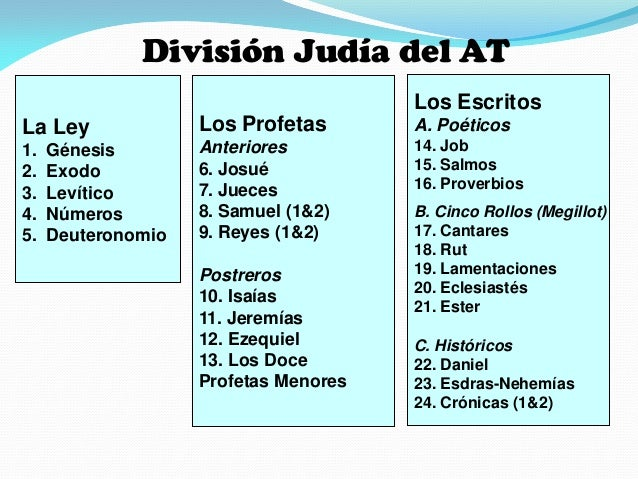 División Judía del AT
La Ley
1. Génesis
2. Exodo
3. Levítico
4. Números
5. Deuteronomio
Los Profetas
Anteriores
6. Josué
7. Jueces
8. Samuel (1&2)
9. Reyes (1&2)
Postreros
10. Isaías
11. Jeremías
12. Ezequiel
13. Los Doce
Profetas Menores
Los Escritos
A. Poéticos
14. Job
15. Salmos
16. Proverbios
B. Cinco Rollos (Megillot)
17. Cantares
18. Rut
19. Lamentaciones
20. Eclesiastés
21. Ester
C. Históricos
22. Daniel
23. Esdras-Nehemías
24. Crónicas (1&2)